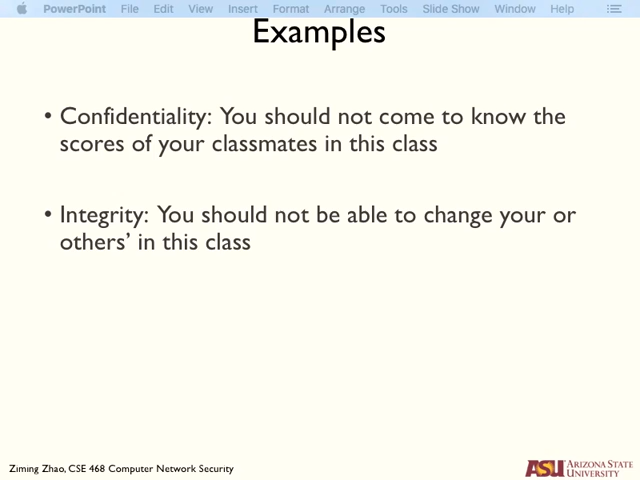 PowerPoint File Edit View Insert Format Arrange Tools Slide Show Window Help
Examples
• Confidentiality: You should not come to know the
scores of your classmates in this class
• Integrity: You should not be able to change your or
others’ in this class
Ziming Zhao, CSE 468 Computer Network Security
ASU ARIZONA STATE
UNIVERSITY